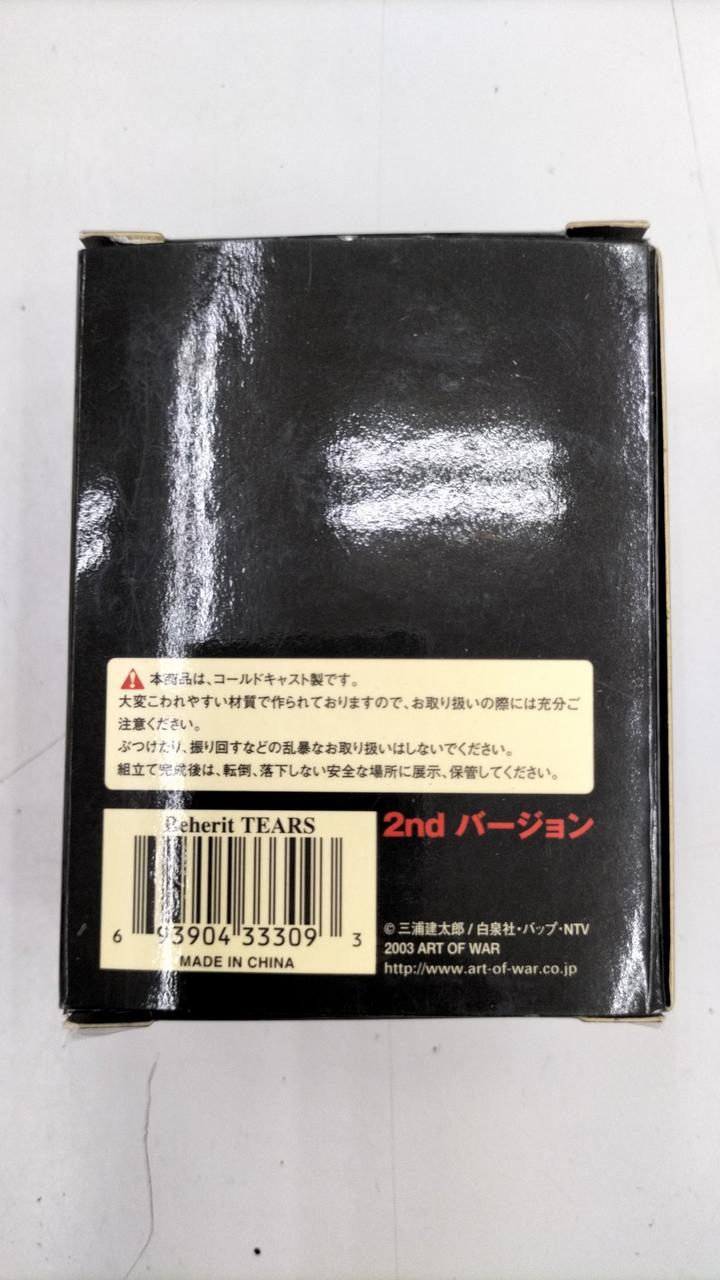 本商品は、コールドキャスト製です。
大変こわれやすい材質で作られておりますので、お取り扱いの際には充分ご
注意ください。
ぶつけたり、振り回すなどの乱暴なお取り扱いはしないでください。
組立て完成後は、転倒、落下しない安全な場所に展示、保管してください。
Beherit TEARS
6 93904 33309 3
MADE IN CHINA
2nd バージョン
© 三浦建太郎 / 白泉社・バップ・NTV
2003 ART OF WAR
http://www.art-of-war.co.jp